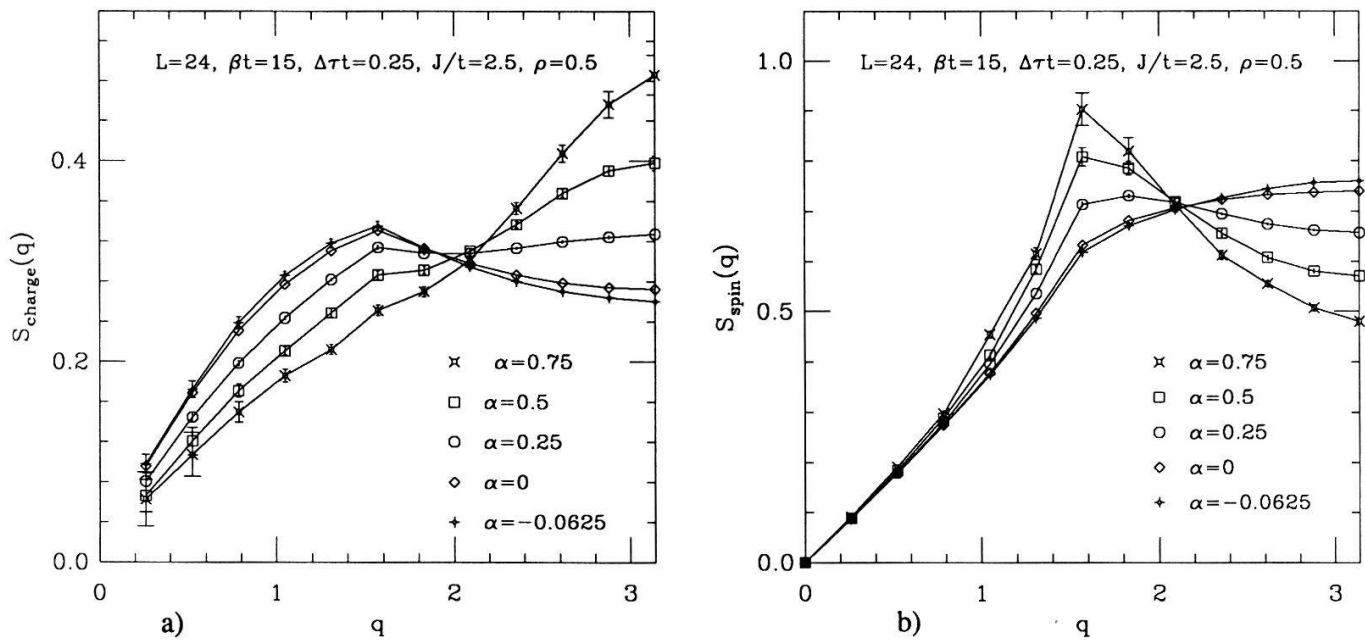 L=24, βt=15, Δτt=0.25, J/t=2.5, ρ=0.5
0.4
S_charge(q)
0.2
α=0.75
α=0.5
α=0.25
α=0
α=−0.0625
0.0
0 1 2 3
a) q
1.0
L=24, βt=15, Δτt=0.25, J/t=2.5, ρ=0.5
S_spin(q)
0.5
α=0.75
α=0.5
α=0.25
α=0
α=−0.0625
0.0
0 1 2 3
b) q